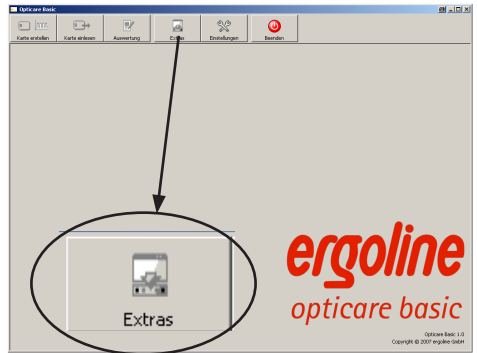 Opticare Basic
Karte erstellen Karte einlesen Auswertung Extras Einstellungen Beenden
Extras
ergoline
opticare basic
Opticare Basic 1.0
Copyright © 2007 ergoline GmbH